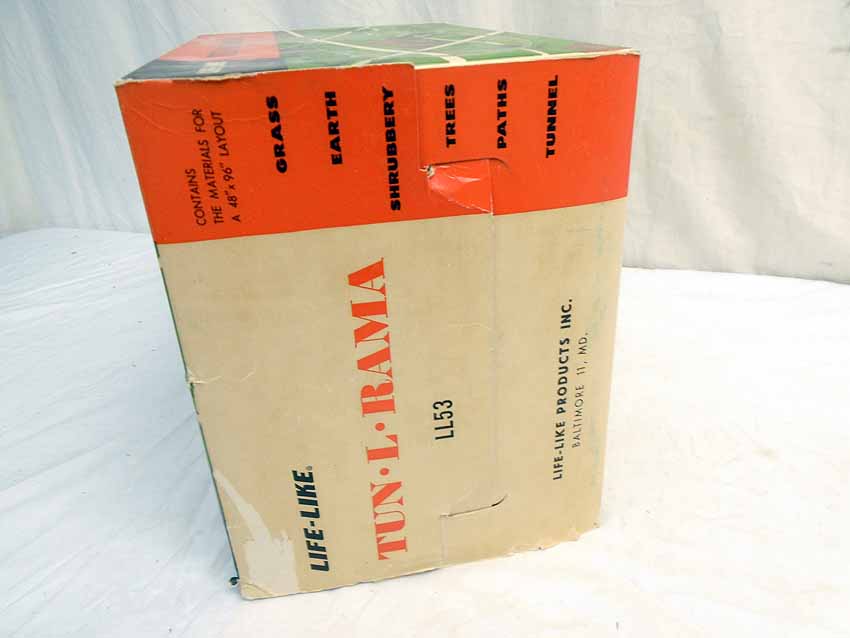 LIFE-LIKE®
TUN·L·RAMA
LL53
LIFE-LIKE PRODUCTS INC.
BALTIMORE 11, MD.
CONTAINS
THE MATERIALS FOR
A 48" x 96" LAYOUT
GRASS
EARTH
SHRUBBERY
TREES
PATHS
TUNNEL